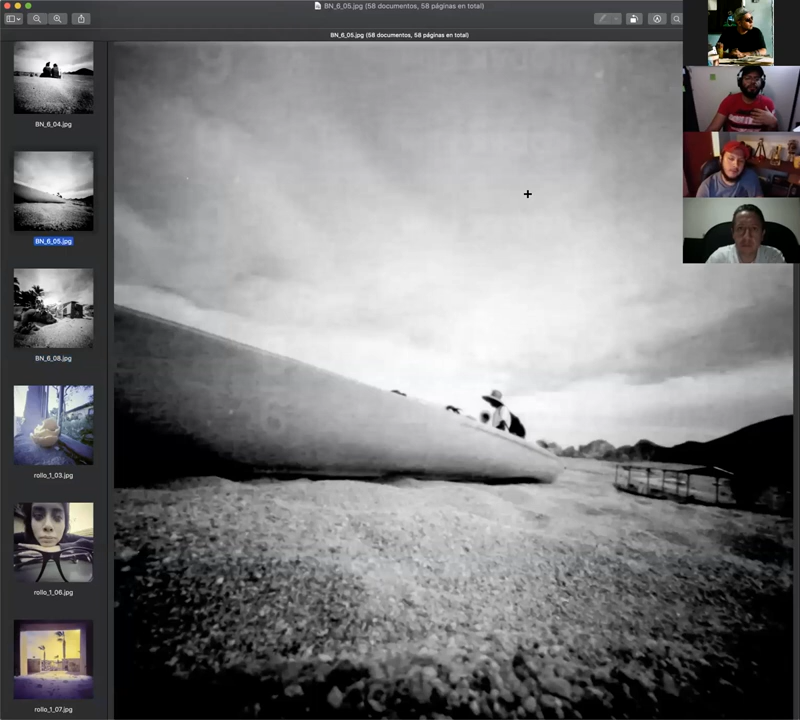 BN_6_05.jpg (58 documentos, 58 páginas en total)
BN_6_05.jpg (58 documentos, 58 páginas en total)
BN_6_04.jpg
BN_6_05.jpg
BN_6_08.jpg
rollo_1_03.jpg
rollo_1_06.jpg
rollo_1_07.jpg